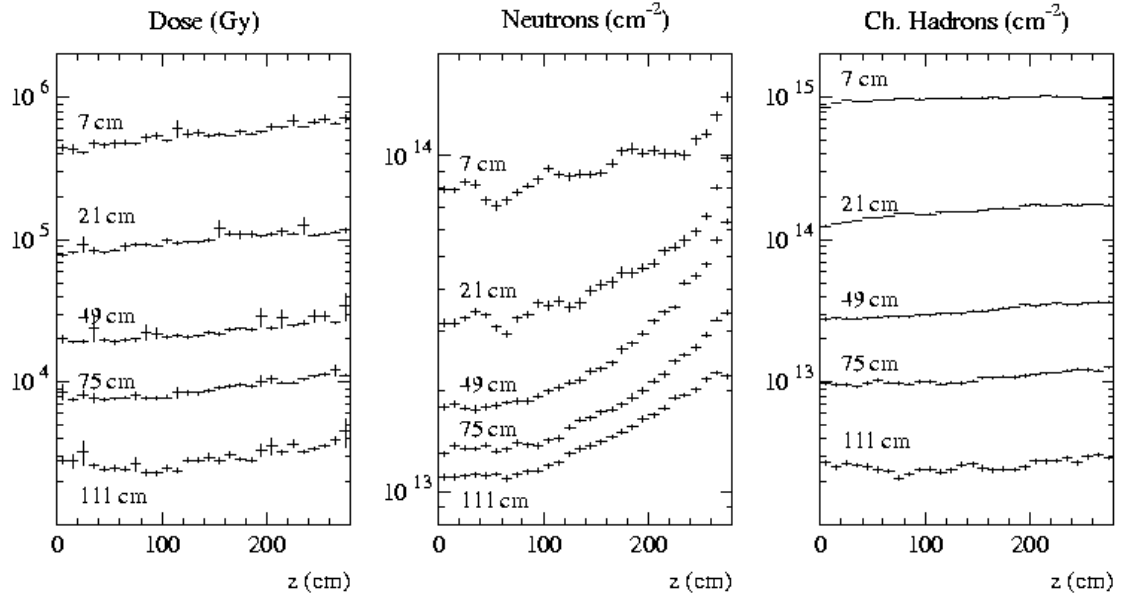 Dose (Gy)
10^6
10^5
10^4
7 cm
21 cm
49 cm
75 cm
111 cm
0 100 200
z (cm)
Neutrons (cm^-2)
10^14
10^13
7 cm
21 cm
49 cm
75 cm
111 cm
0 100 200
z (cm)
Ch. Hadrons (cm^-2)
10^15
10^14
10^13
7 cm
21 cm
49 cm
75 cm
111 cm
0 100 200
z (cm)